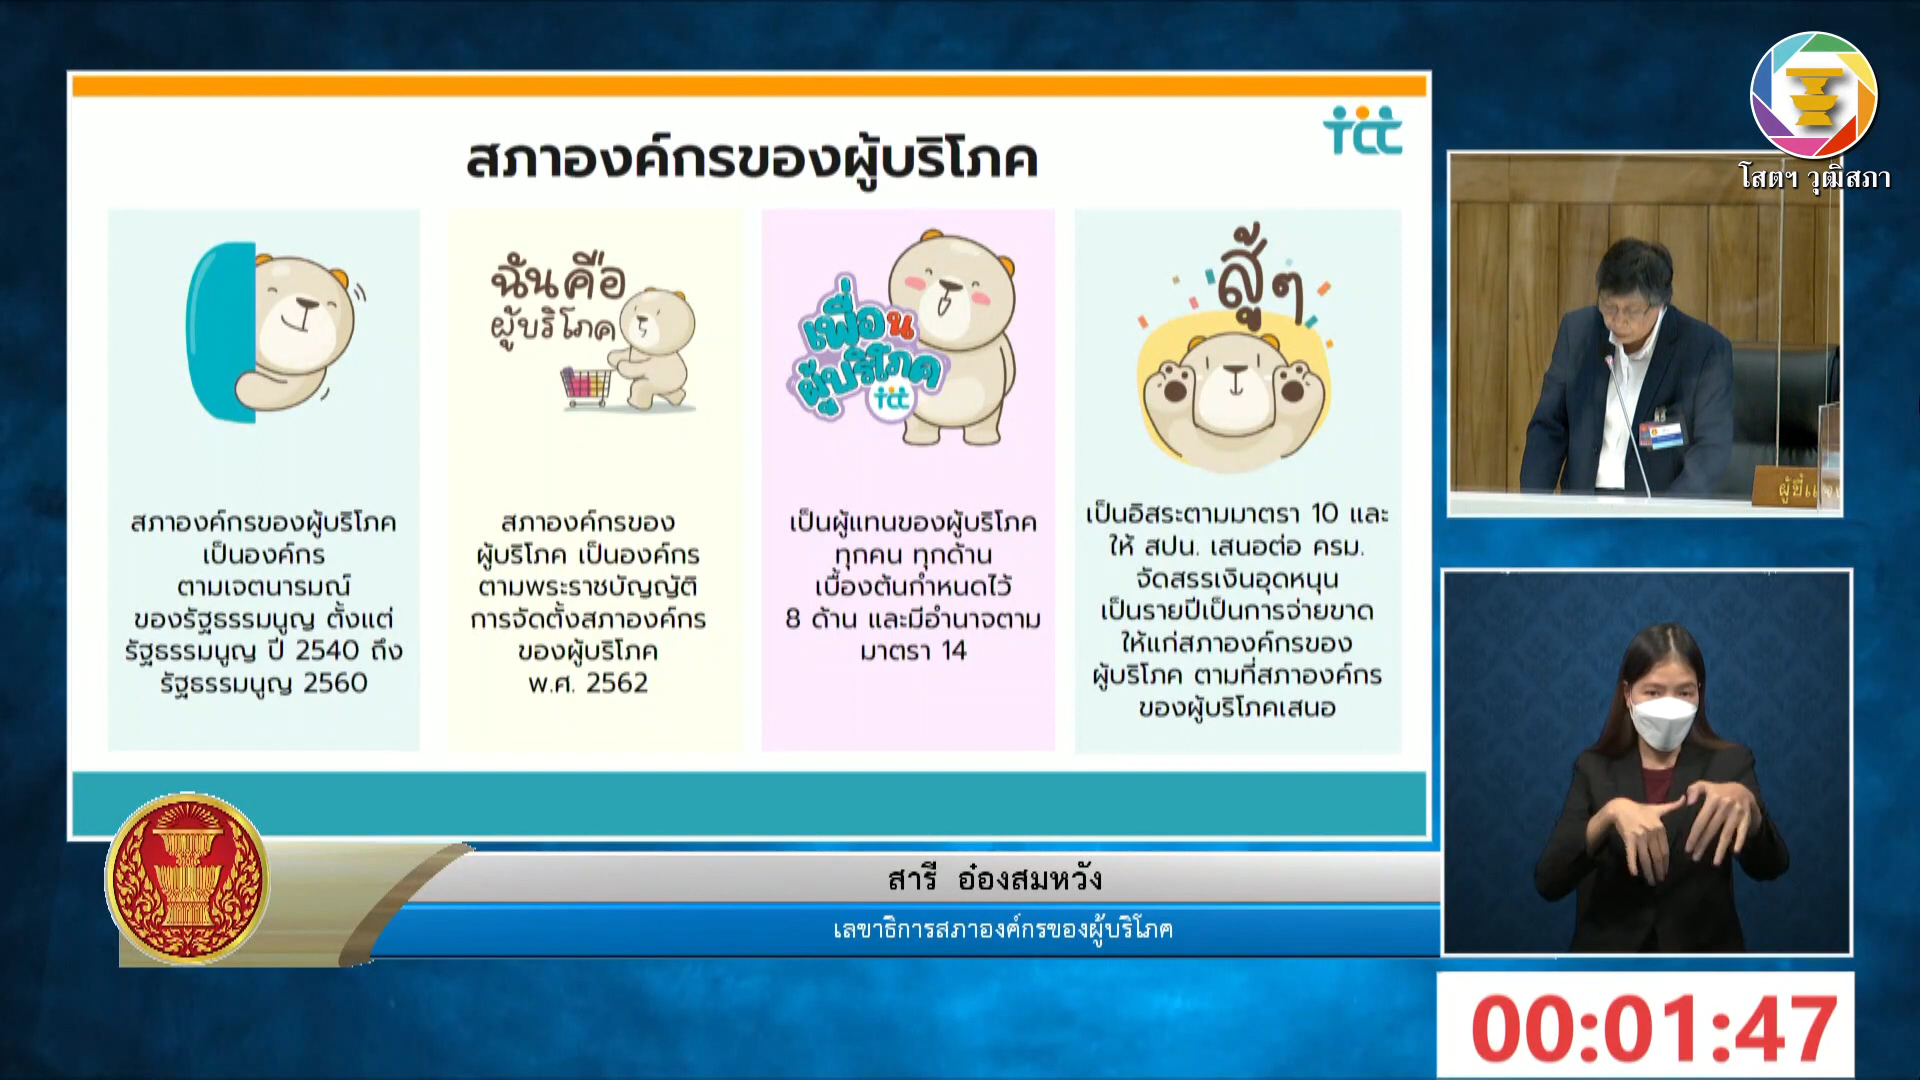 สภาองค์กรของผู้บริโภค
tcc
โสตฯ วุฒิสภา
ฉันคือ
ผู้บริโภค
เพื่อน
ผู้บริโภค
tcc
สู้ๆ
สภาองค์กรของผู้บริโภค
เป็นองค์กร
ตามเจตนารมณ์
ของรัฐธรรมนูญ ตั้งแต่
รัฐธรรมนูญ ปี 2540 ถึง
รัฐธรรมนูญ 2560
สภาองค์กรของ
ผู้บริโภค เป็นองค์กร
ตามพระราชบัญญัติ
การจัดตั้งสภาองค์กร
ของผู้บริโภค
พ.ศ. 2562
เป็นผู้แทนของผู้บริโภค
ทุกคน ทุกด้าน
เบื้องต้นกำหนดไว้
8 ด้าน และมีอำนาจตาม
มาตรา 14
เป็นอิสระตามมาตรา 10 และ
ให้ สปน. เสนอต่อ ครม.
จัดสรรเงินอุดหนุน
เป็นรายปีเป็นการจ่ายขาด
ให้แก่สภาองค์กรของ
ผู้บริโภค ตามที่สภาองค์กร
ของผู้บริโภคเสนอ
สารี อ๋องสมหวัง
เลขาธิการสภาองค์กรของผู้บริโภค
00:01:47